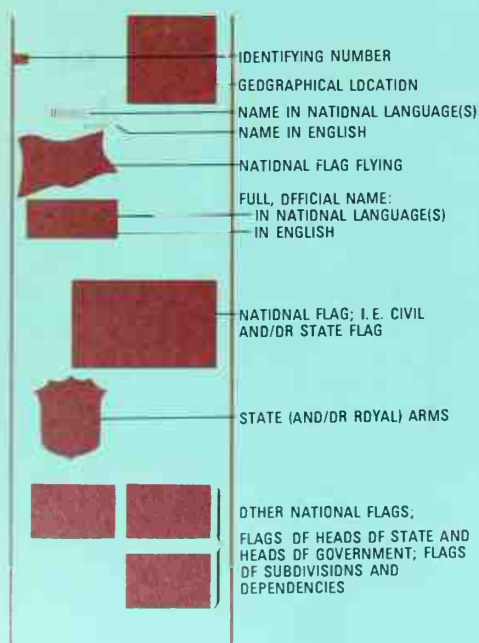 IDENTIFYING NUMBER
GEOGRAPHICAL LOCATION
NAME IN NATIONAL LANGUAGE(S)
NAME IN ENGLISH
NATIONAL FLAG FLYING
FULL, OFFICIAL NAME:
IN NATIONAL LANGUAGE(S)
IN ENGLISH
NATIONAL FLAG; I.E. CIVIL
AND/OR STATE FLAG
STATE (AND/OR ROYAL) ARMS
OTHER NATIONAL FLAGS;
FLAGS OF HEADS OF STATE AND
HEADS OF GOVERNMENT; FLAGS
OF SUBDIVISIONS AND
DEPENDENCIES